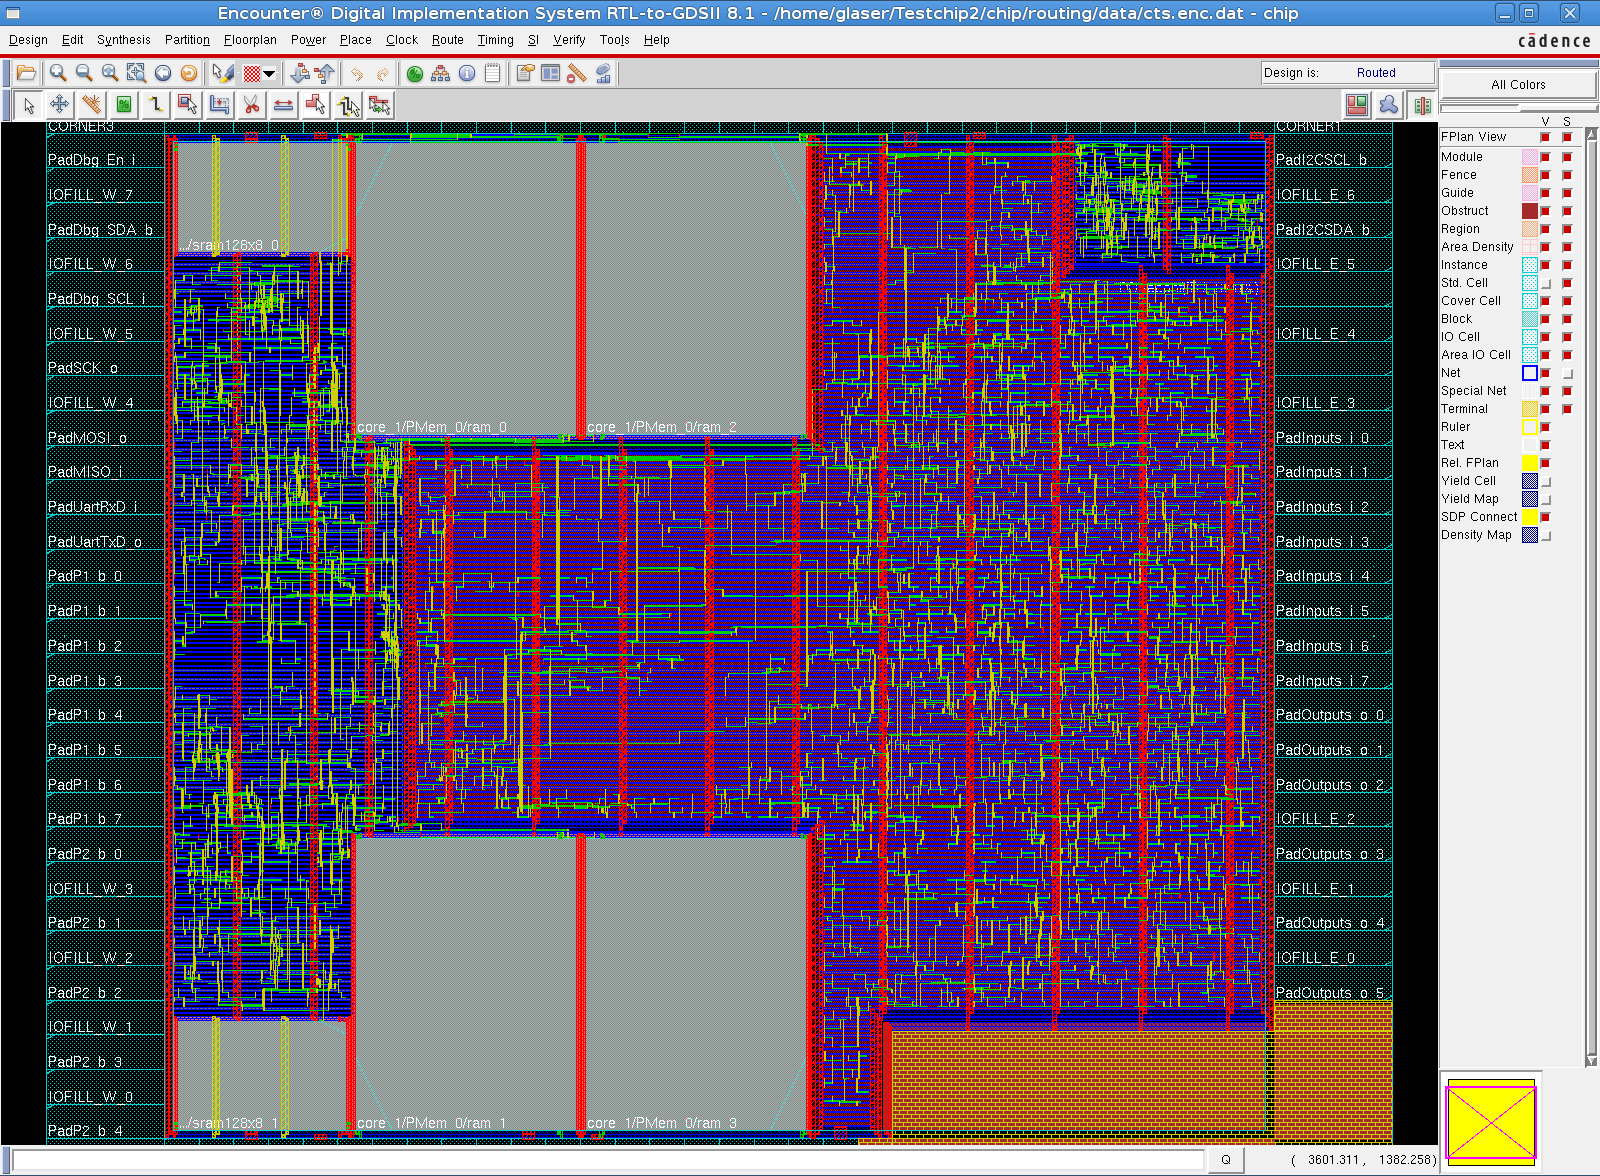 Encounter® Digital Implementation System RTL-to-GDSII 8.1 - /home/glaser/Testchip2/chip/routing/data/cts.enc.dat - chip
Design Edit Synthesis Partition Floorplan Power Place Clock Route Timing SI Verify Tools Help
cādence
Design is: Routed
All Colors
V S
FPlan View
Module
Fence
Guide
Obstruct
Region
Area Density
Instance
Std. Cell
Cover Cell
Block
IO Cell
Area IO Cell
Net
Special Net
Terminal
Ruler
Text
Rel. FPlan
Yield Cell
Yield Map
SDP Connect
Density Map
CORNER3
PadDbg_En_i
IOFILL_W_7
PadDbg_SDA_b
IOFILL_W_6
PadDbg_SCL_i
IOFILL_W_5
PadSCK_o
IOFILL_W_4
PadMOSI_o
PadMISO_i
PadUartRxD_i
PadUartTxD_o
PadP1_b_0
PadP1_b_1
PadP1_b_2
PadP1_b_3
PadP1_b_4
PadP1_b_5
PadP1_b_6
PadP1_b_7
PadP2_b_0
IOFILL_W_3
PadP2_b_1
IOFILL_W_2
PadP2_b_2
IOFILL_W_1
PadP2_b_3
IOFILL_W_0
PadP2_b_4
.../sram128x8_0
core_1/PMem_0/ram_0
core_1/PMem_0/ram_2
.../sram128x8_1
core_1/PMem_0/ram_1
core_1/PMem_0/ram_3
CORNER1
PadI2CSCL_b
IOFILL_E_6
PadI2CSDA_b
IOFILL_E_5
IOFILL_E_4
IOFILL_E_3
PadInputs_i_0
PadInputs_i_1
PadInputs_i_2
PadInputs_i_3
PadInputs_i_4
PadInputs_i_5
PadInputs_i_6
PadInputs_i_7
PadOutputs_o_0
PadOutputs_o_1
PadOutputs_o_2
IOFILL_E_2
PadOutputs_o_3
IOFILL_E_1
PadOutputs_o_4
IOFILL_E_0
PadOutputs_o_5
Q
( 3601.311, 1382.258)